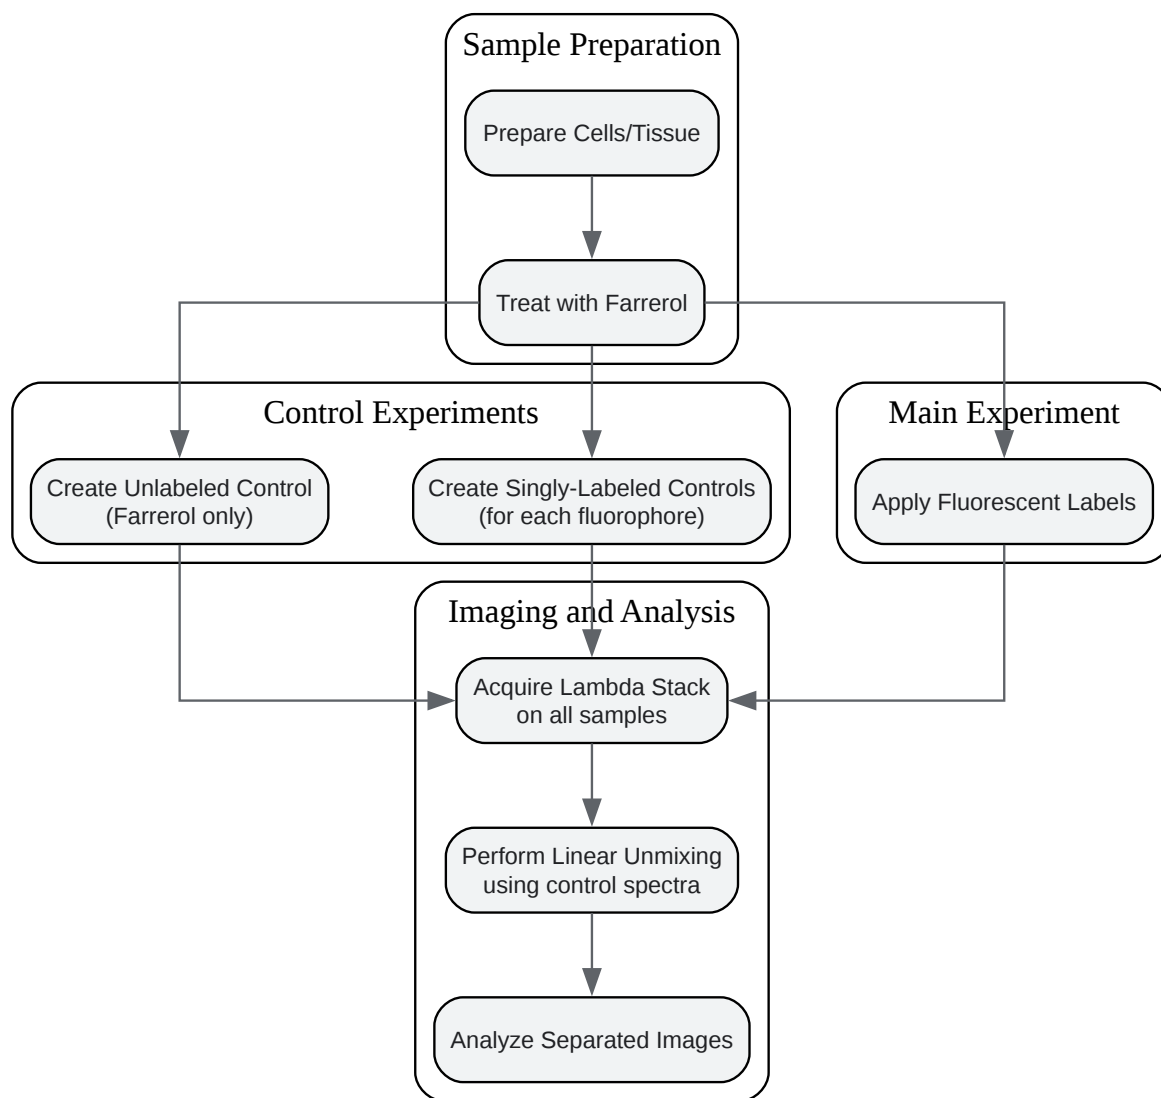 Sample Preparation
Prepare Cells/Tissue
Treat with Farrerol
Control Experiments
Main Experiment
Create Unlabeled Control
(Farrerol only)
Create Singly-Labeled Controls
(for each fluorophore)
Apply Fluorescent Labels
Imaging and Analysis
Acquire Lambda Stack
on all samples
Perform Linear Unmixing
using control spectra
Analyze Separated Images